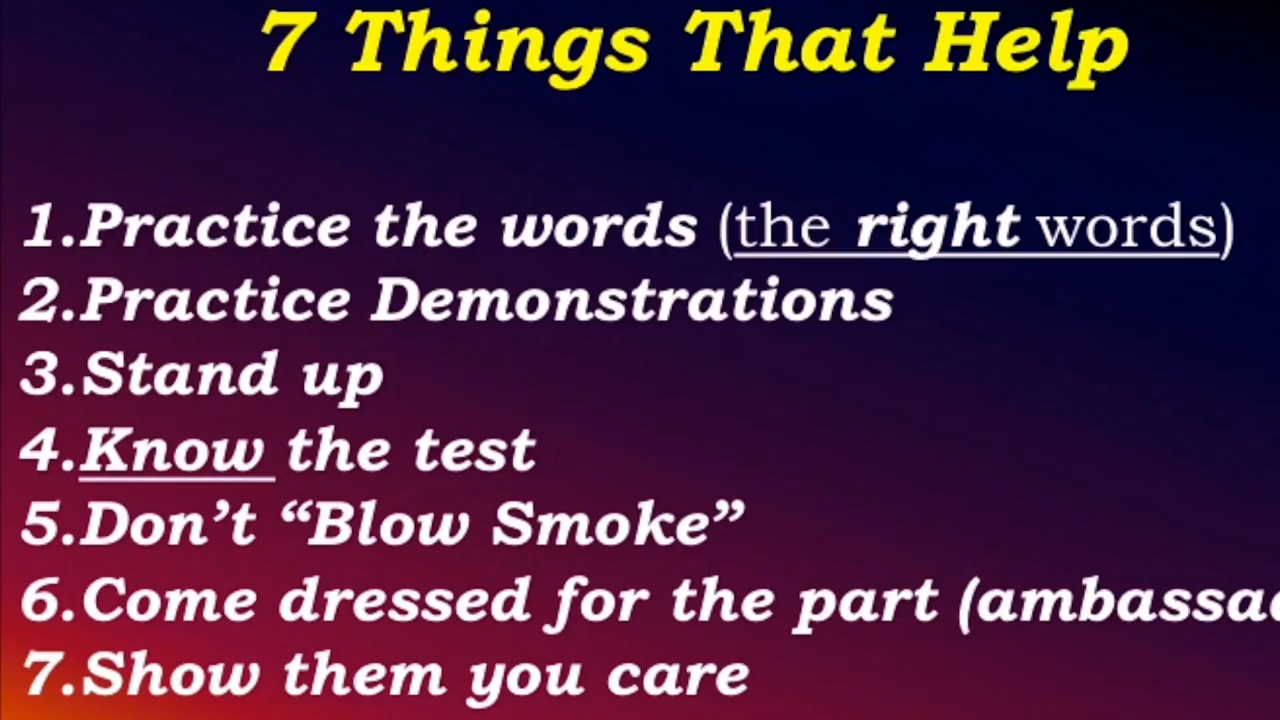 7 Things That Help
1.Practice the words (the right words)
2.Practice Demonstrations
3.Stand up
4.Know the test
5.Don’t “Blow Smoke”
6.Come dressed for the part
7.Show them you care